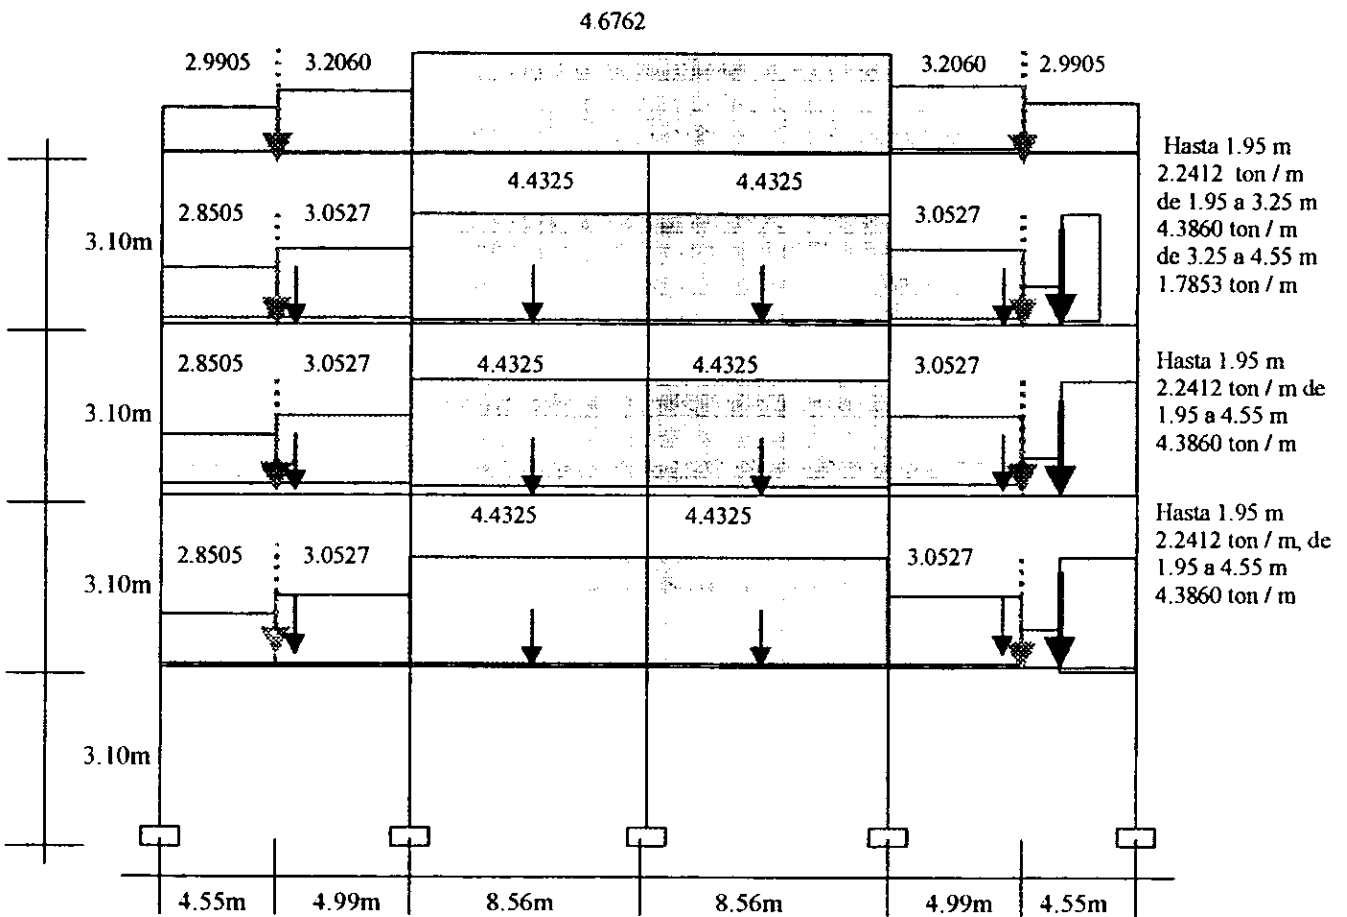 4.6762
2.9905 3.2060 3.2060 2.9905
Hasta 1.95 m
2.2412 ton / m
de 1.95 a 3.25 m
4.3860 ton / m
de 3.25 a 4.55 m
1.7853 ton / m
4.4325 4.4325
2.8505 3.0527 3.0527
3.10m
2.8505 3.0527 4.4325 4.4325 3.0527
Hasta 1.95 m
2.2412 ton / m de
1.95 a 4.55 m
4.3860 ton / m
3.10m
4.4325 4.4325
Hasta 1.95 m
2.2412 ton / m, de
1.95 a 4.55 m
4.3860 ton / m
2.8505 3.0527 3.0527
3.10m
3.10m
4.55m 4.99m 8.56m 8.56m 4.99m 4.55m